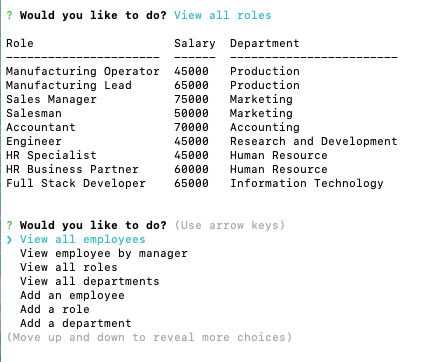 ? Would you like to do? View all roles
Role                    Salary  Department
----------------------  ------  ------------------------
Manufacturing Operator  45000   Production
Manufacturing Lead      65000   Production
Sales Manager           75000   Marketing
Salesman                50000   Marketing
Accountant              70000   Accounting
Engineer                45000   Research and Development
HR Specialist           45000   Human Resource
HR Business Partner     60000   Human Resource
Full Stack Developer    65000   Information Technology
? Would you like to do? (Use arrow keys)
❯ View all employees
View employee by manager
View all roles
View all departments
Add an employee
Add a role
Add a department
(Move up and down to reveal more choices)